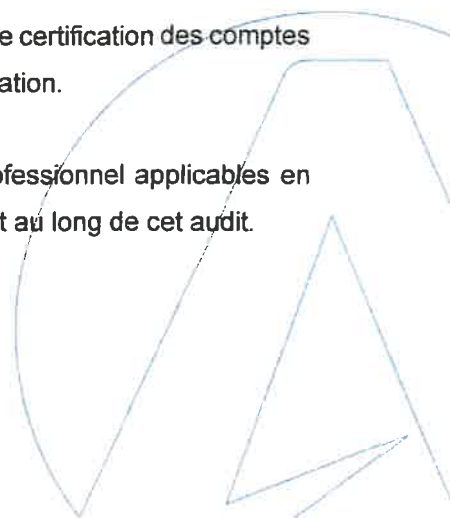 e certification des comptes
ation.
ofessionnel applicables en
t au long de cet audit.